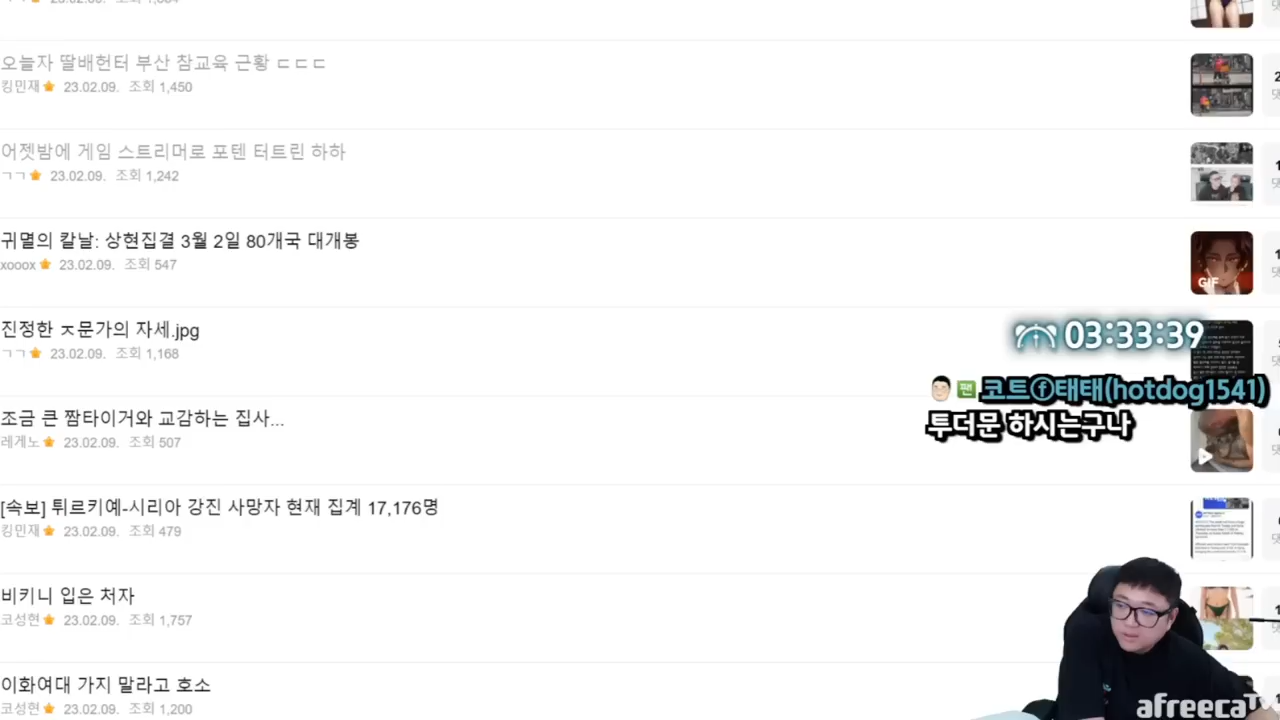 오늘자 딸배헌터 부산 참교육 근황 ㄷㄷㄷ
킹민재 23.02.09. 조회 1,450
어젯밤에 게임 스트리머로 포텐 터트린 하하
ㄱㄱ 23.02.09. 조회 1,242
귀멸의 칼날: 상현집결 3월 2일 80개국 대개봉
xooox 23.02.09. 조회 547
GIF
진정한 ㅈ문가의 자세.jpg
ㄱㄱ 23.02.09. 조회 1,168
03:33:39
팬 코트ⓕ태태(hotdog1541)
투더문 하시는구나
조금 큰 짬타이거와 교감하는 집사...
레게노 23.02.09. 조회 507
[속보] 튀르키예-시리아 강진 사망자 현재 집계 17,176명
킹민재 23.02.09. 조회 479
비키니 입은 처자
코성현 23.02.09. 조회 1,757
이화여대 가지 말라고 호소
코성현 23.02.09. 조회 1,200
afreecaTV